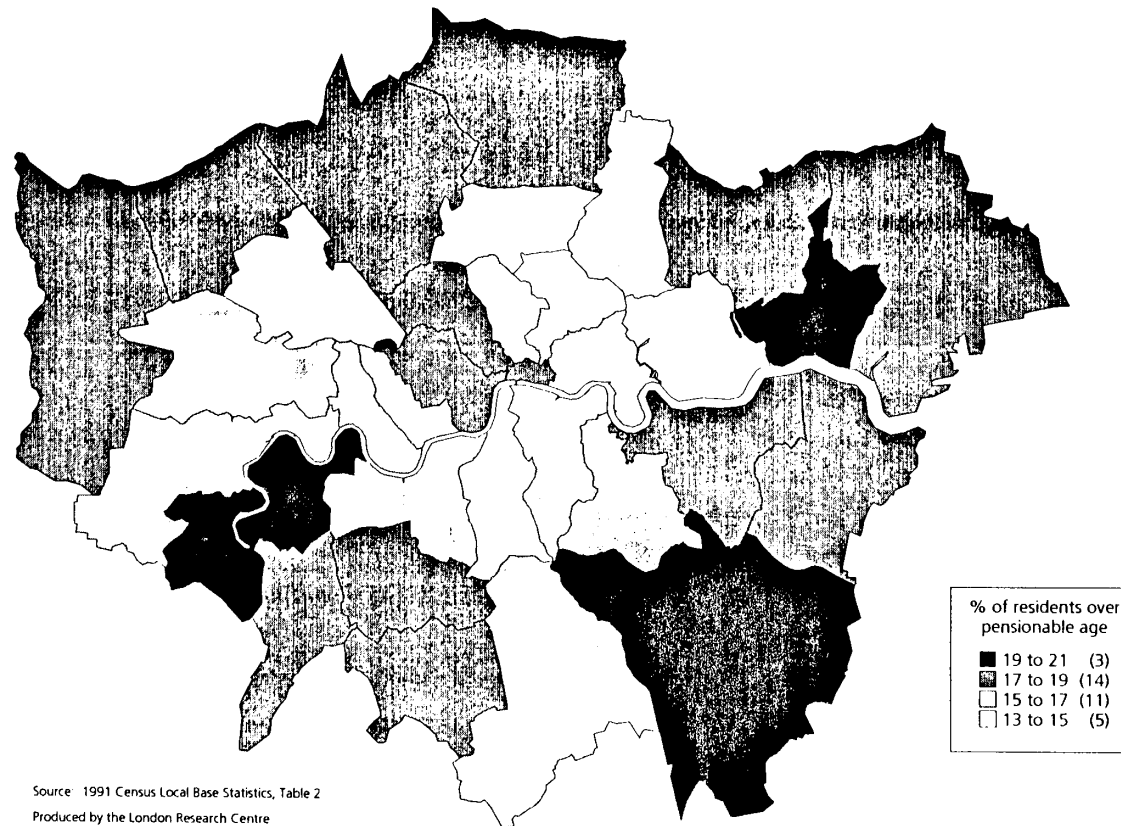 % of residents over
pensionable age
19 to 21 (3)
17 to 19 (14)
15 to 17 (11)
13 to 15 (5)
Source: 1991 Census Local Base Statistics, Table 2
Produced by the London Research Centre